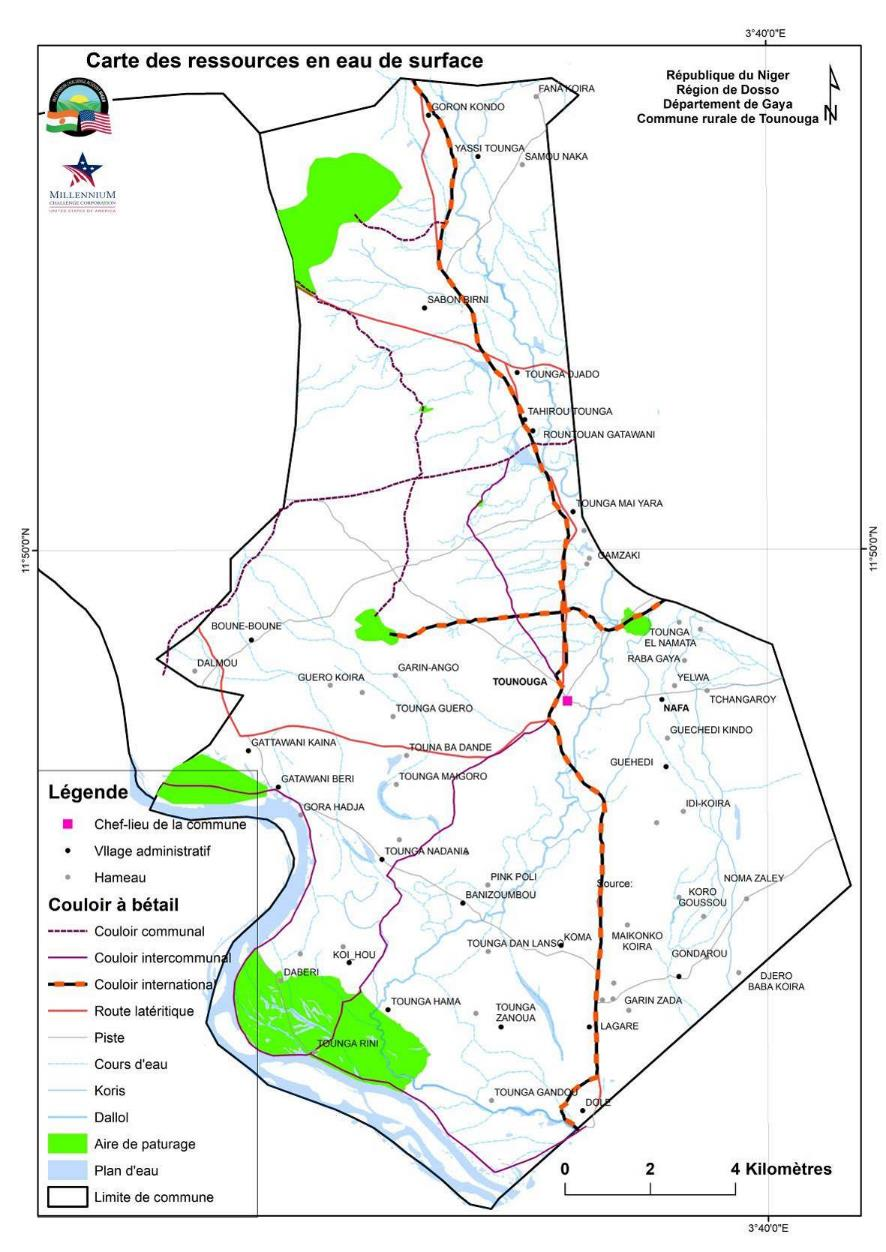 3°40'0"E
Carte des ressources en eau de surface
République du Niger
Région de Dosso
Département de Gaya
Commune rurale de Tounouga
N
MILLENNIUM
CHALLENGE CORPORATION
UNITED STATES OF AMERICA
FANA KOIRA
GORON KONDO
YASSI TOUNGA
SAMOU NAKA
SABON BIRNI
TOUNGA DJADO
TAHIROU TOUNGA
ROUNTOUAN GATAWANI
TOUNGA MAI YARA
11°50'0"N
11°50'0"N
GAMZAKI
BOUNE-BOUNE
TOUNGA
EL NAMATA
DALMOU
GARIN-ANGO
RABA GAYA
GUERO KOIRA
TOUNOUGA
YELWA
TCHANGAROY
NAFA
TOUNGA GUERO
GUECHEDI KINDO
GATTAWANI KAINA
TOUNA BA DANDE
GUEHEDI
GATAWANI BERI
TOUNGA MAIGORO
GORA HADJA
IDI-KOIRA
TOUNGA NADANIA
PINK POLI
Source:
NOMA ZALEY
BANIZOUMBOU
KORO
GOUSSOU
TOUNGA DAN LANSO
KOMA
MAIKONKO
KOIRA
KOI_HOU
GONDAROU
DABERI
DJERO
BABA KOIRA
TOUNGA HAMA
TOUNGA
ZANOUA
GARIN ZADA
LAGARE
TOUNGA RINI
TOUNGA GANDOU
DOLE
Légende
Chef-lieu de la commune
VIlage administratif
Hameau
Couloir à bétail
Couloir communal
Couloir intercommunal
Couloir international
Route latéritique
Piste
Cours d'eau
Koris
Dallol
Aire de paturage
Plan d'eau
Limite de commune
0 2 4 Kilomètres
3°40'0"E